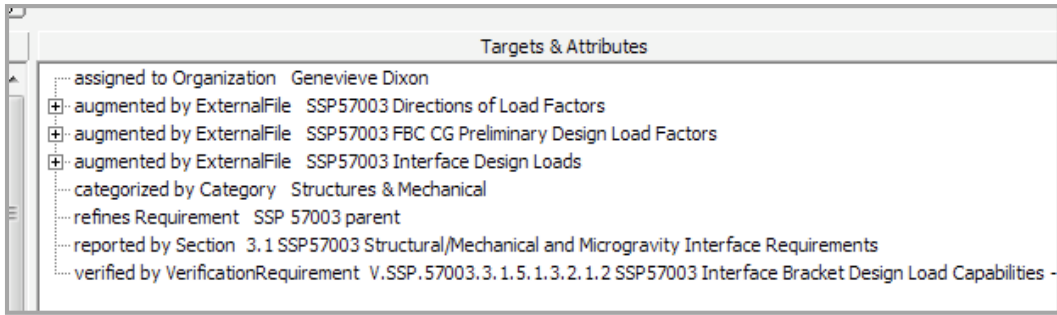 Targets & Attributes
assigned to Organization Genevieve Dixon
augmented by ExternalFile SSP57003 Directions of Load Factors
augmented by ExternalFile SSP57003 FBC CG Preliminary Design Load Factors
augmented by ExternalFile SSP57003 Interface Design Loads
categorized by Category Structures & Mechanical
refines Requirement SSP 57003 parent
reported by Section 3.1 SSP57003 Structural/Mechanical and Microgravity Interface Requirements
verified by VerificationRequirement V.SSP.57003.3.1.5.1.3.2.1.2 SSP57003 Interface Bracket Design Load Capabilities -